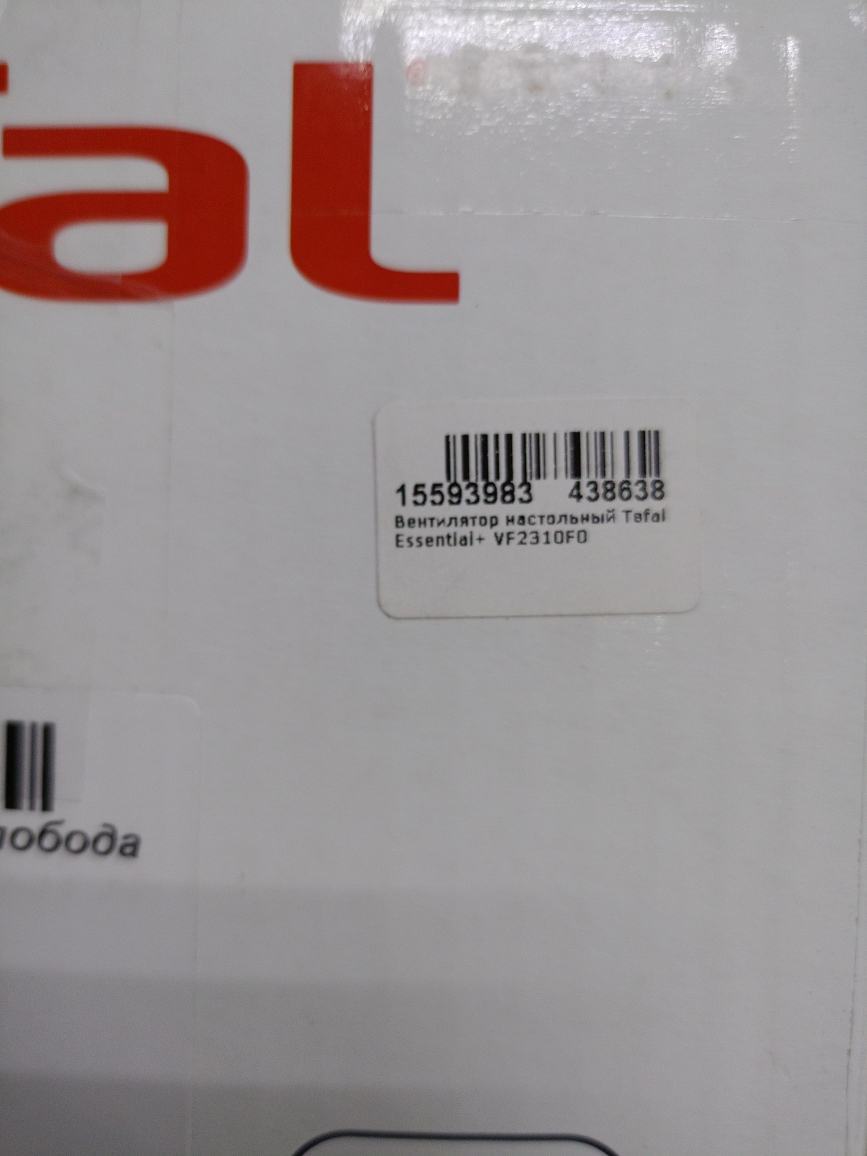 fal
15593983 438638
Вентилятор настольный Tefal
Essential+ VF2310F0
лобода